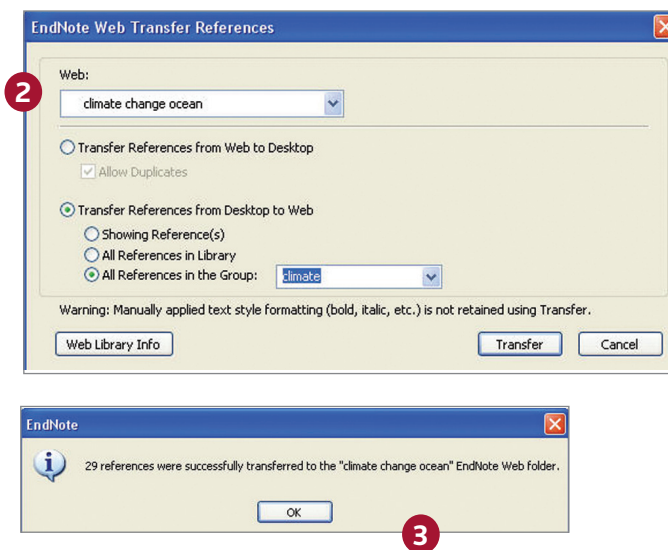 EndNote Web Transfer References
2
Web:
climate change ocean
Transfer References from Web to Desktop
Allow Duplicates
Transfer References from Desktop to Web
Showing Reference(s)
All References in Library
All References in the Group: climate
Warning: Manually applied text style formatting (bold, italic, etc.) is not retained using Transfer.
Web Library Info Transfer Cancel
EndNote
29 references were successfully transferred to the "climate change ocean" EndNote Web folder.
OK
3